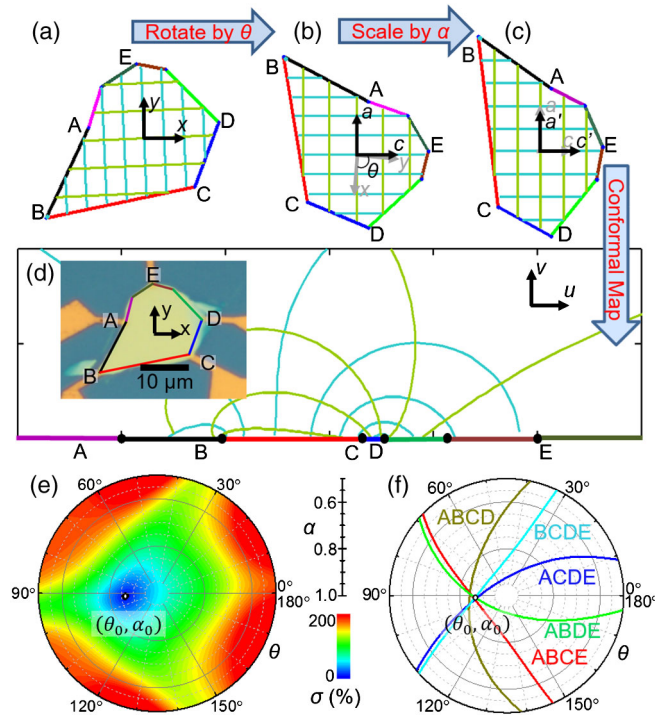 Rotate by θ
Scale by α
(a)
E
y
x
A
D
C
B
(b)
B
A
a
c
y
θ
x
E
C
D
(c)
B
A
a
a'
c
c'
E
C
D
Conformal Map
(d)
E
y
x
A
D
C
B
10 µm
v
u
A
B
C
D
E
(e)
60°
30°
90°
0°
180°
120°
150°
θ
(θ₀, α₀)
α
0.6
0.8
1.0
200
0
σ (%)
(f)
60°
30°
90°
0°
180°
120°
150°
θ
ABCD
BCDE
ACDE
ABDE
ABCE
(θ₀, α₀)